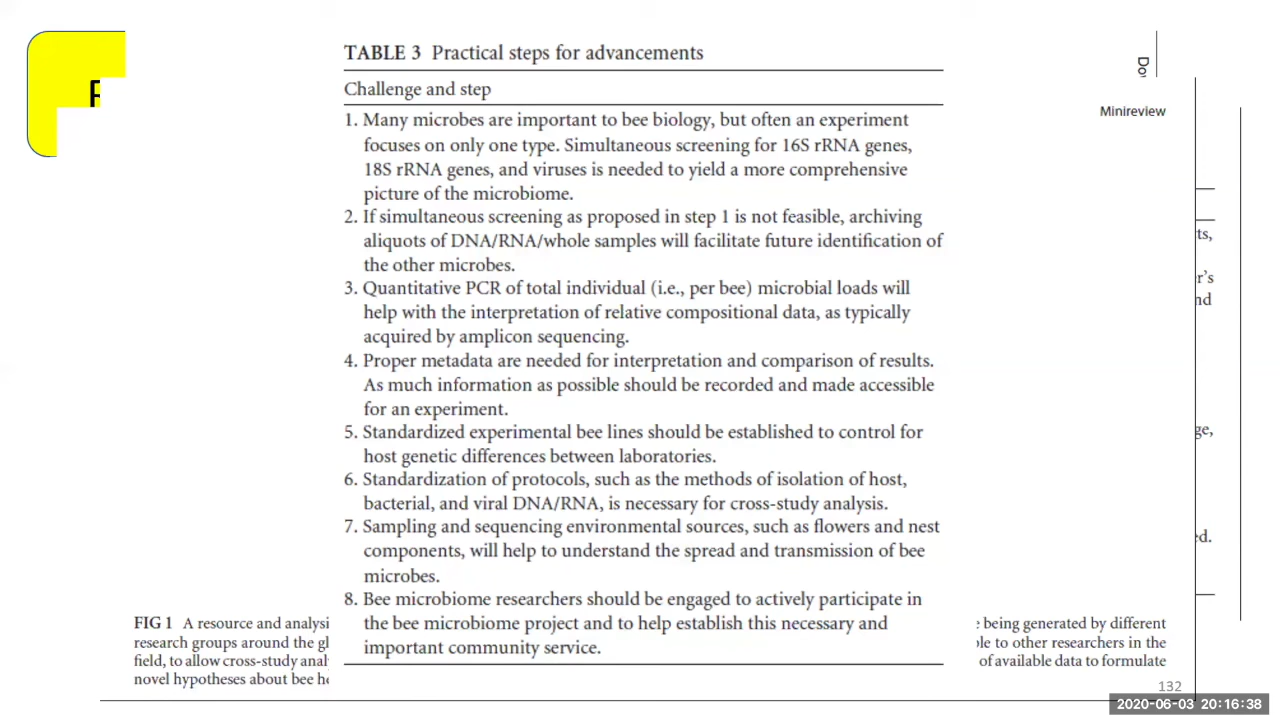 TABLE 3 Practical steps for advancements
Challenge and step
1. Many microbes are important to bee biology, but often an experiment
focuses on only one type. Simultaneous screening for 16S rRNA genes,
18S rRNA genes, and viruses is needed to yield a more comprehensive
picture of the microbiome.
2. If simultaneous screening as proposed in step 1 is not feasible, archiving
aliquots of DNA/RNA/whole samples will facilitate future identification of
the other microbes.
3. Quantitative PCR of total individual (i.e., per bee) microbial loads will
help with the interpretation of relative compositional data, as typically
acquired by amplicon sequencing.
4. Proper metadata are needed for interpretation and comparison of results.
As much information as possible should be recorded and made accessible
for an experiment.
5. Standardized experimental bee lines should be established to control for
host genetic differences between laboratories.
6. Standardization of protocols, such as the methods of isolation of host,
bacterial, and viral DNA/RNA, is necessary for cross-study analysis.
7. Sampling and sequencing environmental sources, such as flowers and nest
components, will help to understand the spread and transmission of bee
microbes.
8. Bee microbiome researchers should be engaged to actively participate in
the bee microbiome project and to help establish this necessary and
important community service.
Minireview
FIG 1 A resource and being generated by different
research groups around the other researchers in the
field, to allow of available data to formulate
novel hypotheses about bee
132
2020-06-03 20:16:38